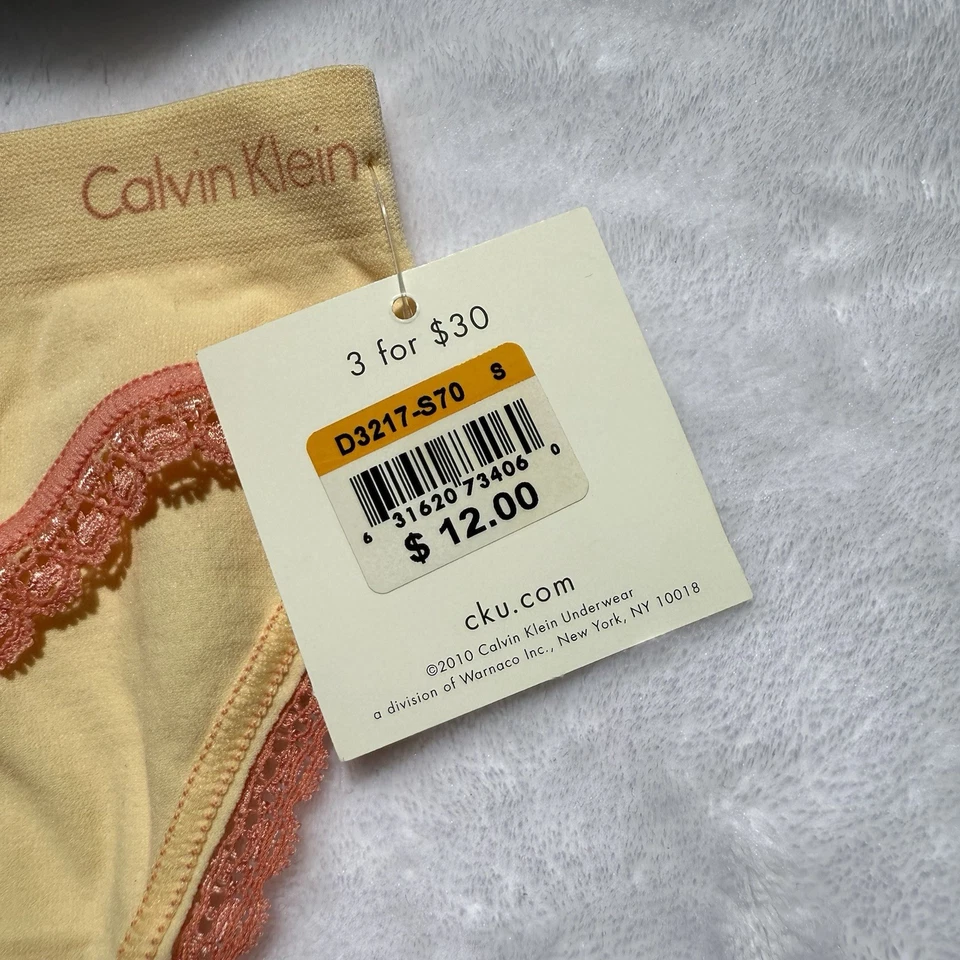 Calvin Klein
3 for $30
D3217-S70 S
6 31620 73406 0
$ 12.00
cku.com
©2010 Calvin Klein Underwear
a division of Warnaco Inc., New York, NY 10018